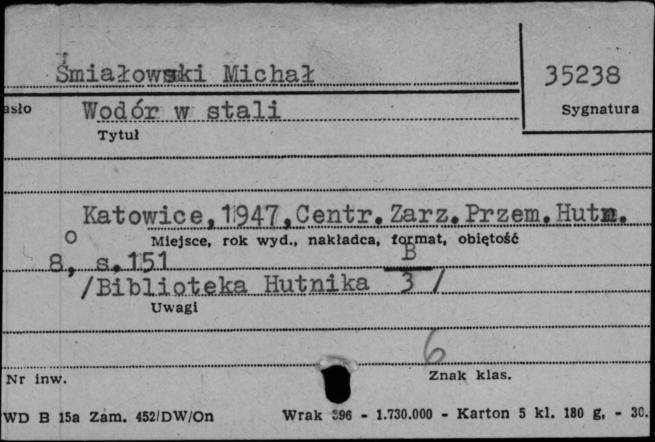 Śmiałowski Michał 35238
asło Wodór w stali Sygnatura
Tytuł
Katowice,1947,Centr.Zarz.Przem.Hutn.
Miejsce, rok wyd., nakładca, format, objętość
8°, s.151 B
/Biblioteka Hutnika 3 /
Uwagi
6
Nr inw. Znak klas.
WD B 15a Zam. 452/DW/On Wrak 396 - 1.730.000 - Karton 5 kl. 180 g, - 30.